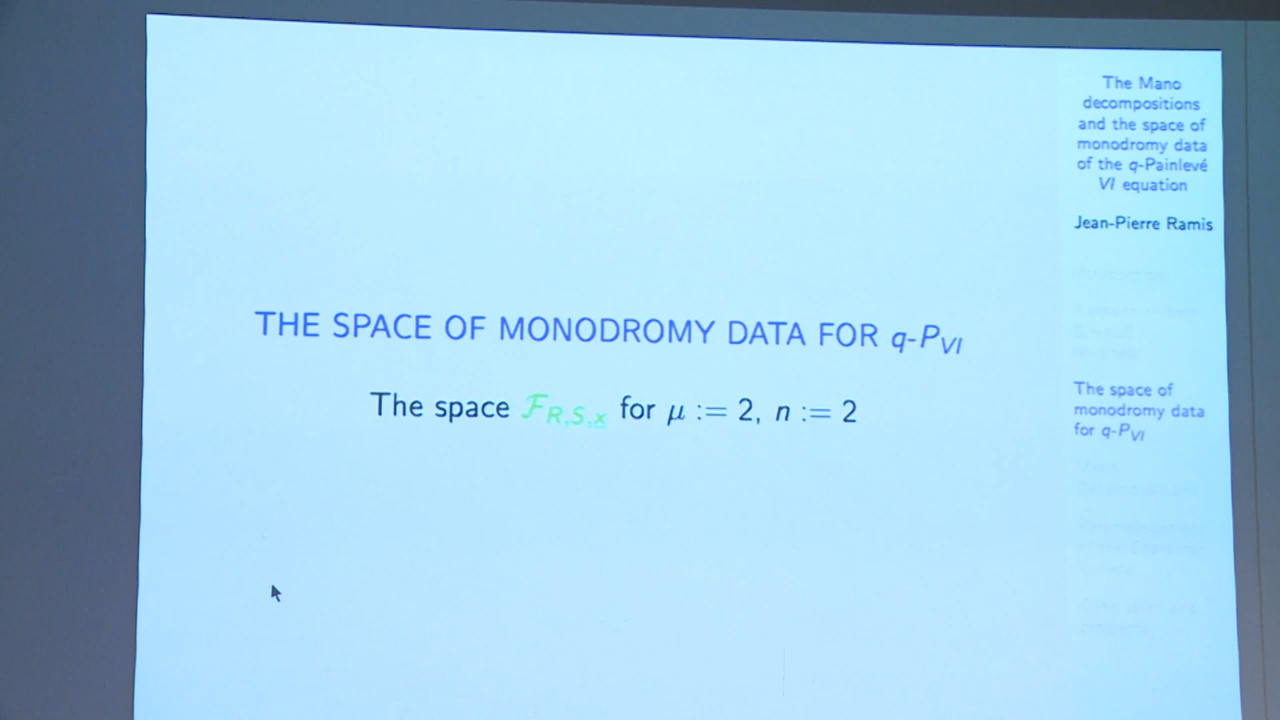 THE SPACE OF MONODROMY DATA FOR q-P_VI
The space F_R,S,x for μ := 2, n := 2
The Mano
decompositions
and the space of
monodromy data
of the q-Painlevé
VI equation
Jean-Pierre Ramis
The space of
monodromy data
for q-P_VI